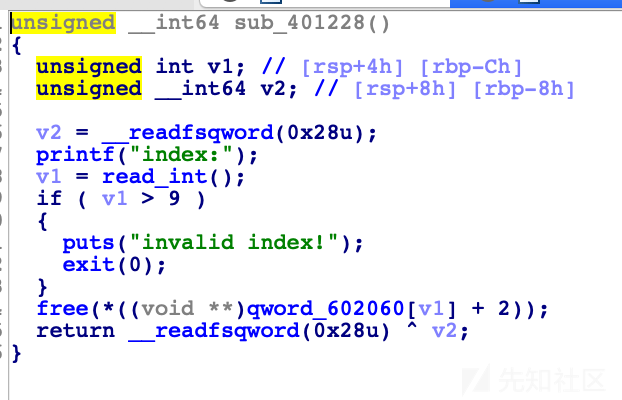 unsigned __int64 sub_401228()
{
unsigned int v1; // [rsp+4h] [rbp-Ch]
unsigned __int64 v2; // [rsp+8h] [rbp-8h]
v2 = __readfsqword(0x28u);
printf("index:");
v1 = read_int();
if ( v1 > 9 )
{
puts("invalid index!");
exit(0);
}
free(*((void **)qword_602060[v1] + 2));
return __readfsqword(0x28u) ^ v2;
}
先知社区